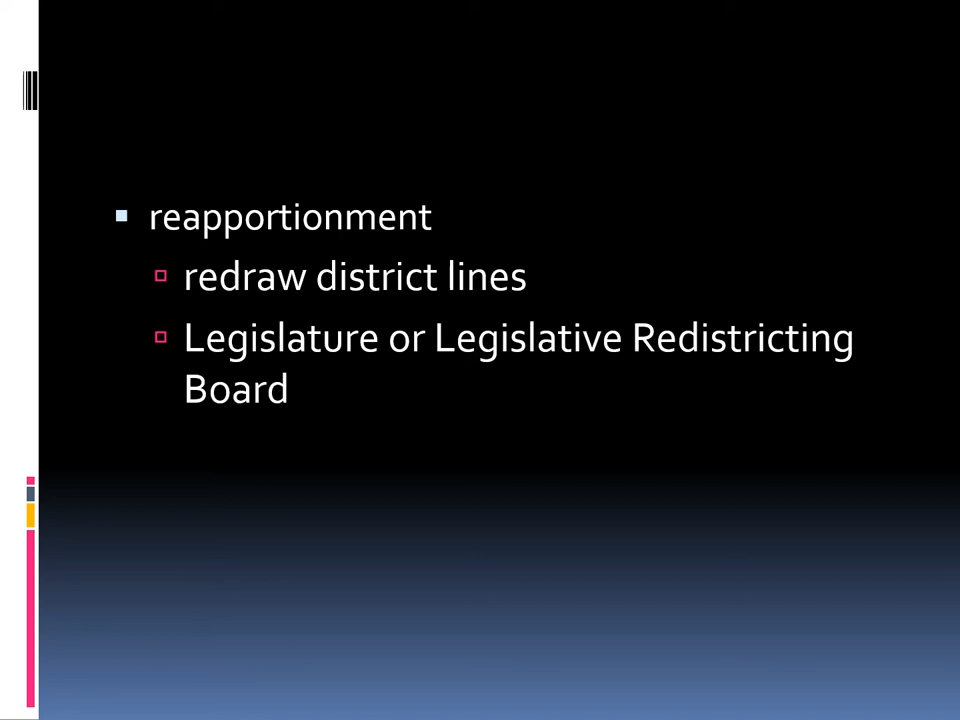 reapportionment
redraw district lines
Legislature or Legislative Redistricting
Board